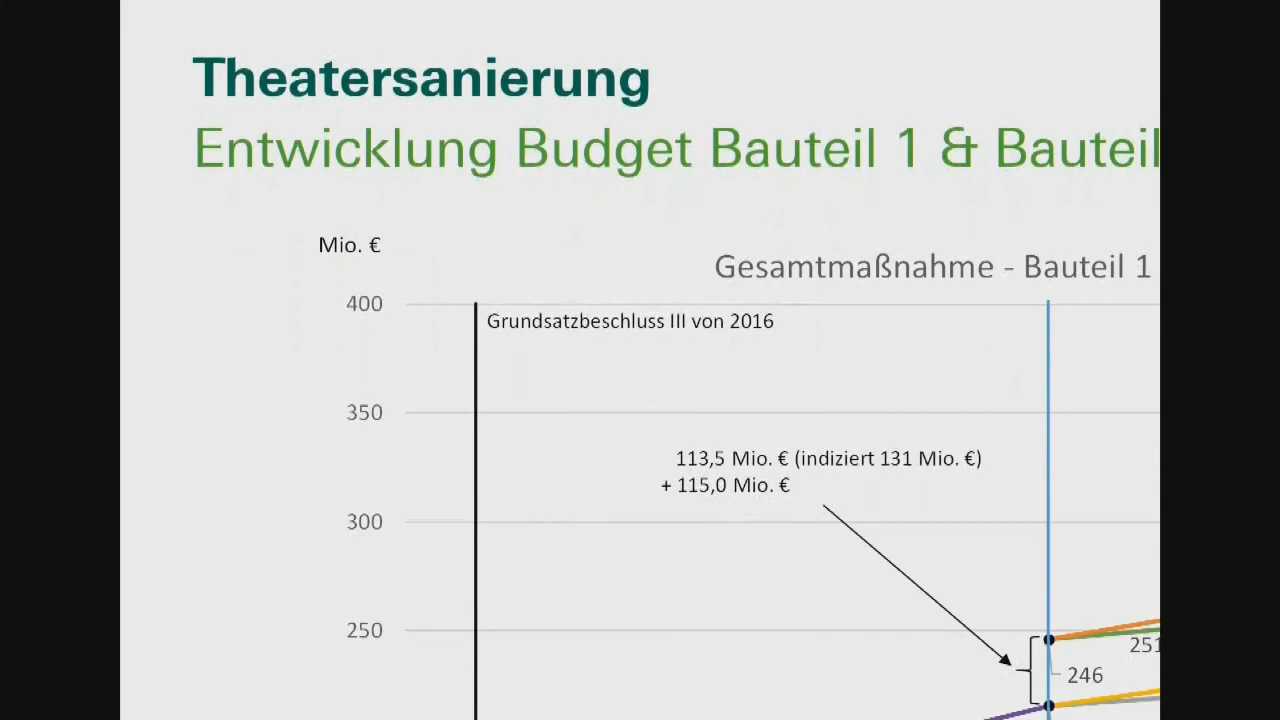 Theatersanierung
Entwicklung Budget Bauteil 1 & Bauteil
Mio. €
Gesamtmaßnahme - Bauteil 1
400
Grundsatzbeschluss III von 2016
350
113,5 Mio. € (indiziert 131 Mio. €)
+ 115,0 Mio. €
300
250
251
246